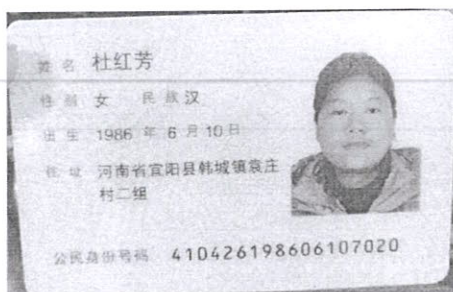 姓名 杜红芳
性别 女 民族 汉
出生 1986 年 6 月 10 日
住址 河南省宜阳县韩城镇袁庄
村二组
公民身份号码 410426198606107020